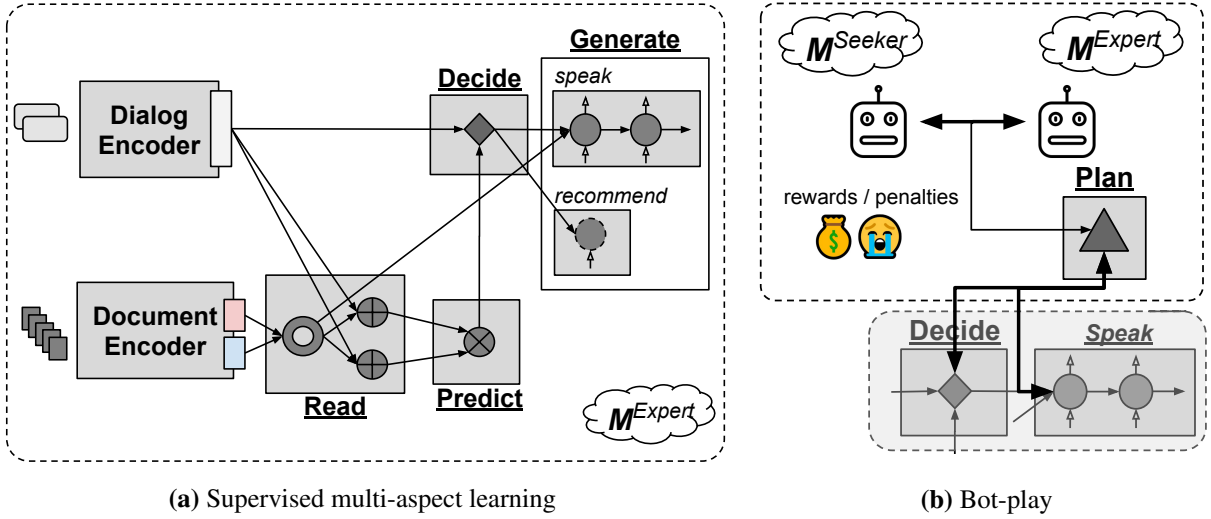 Dialog
Encoder
Document
Encoder
Read
Predict
Decide
Generate
speak
recommend
M^Expert
(a) Supervised multi-aspect learning
M^Seeker
M^Expert
Plan
rewards / penalties
$
Decide
Speak
(b) Bot-play